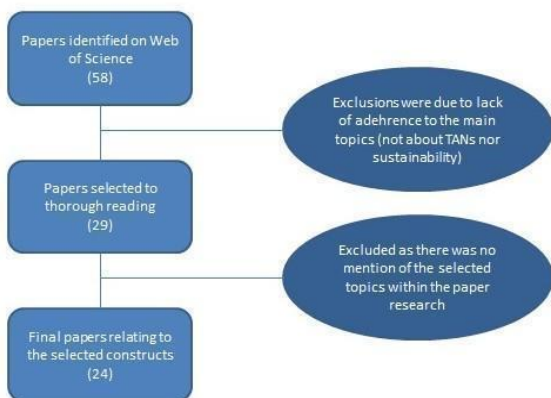 Papers identified on Web
of Science
(58)
Exclusions were due to lack
of adehrence to the main
topics (not about TANs nor
sustainability)
Papers selected to
thorough reading
(29)
Excluded as there was no
mention of the selected
topics within the paper
research
Final papers relating to
the selected constructs
(24)